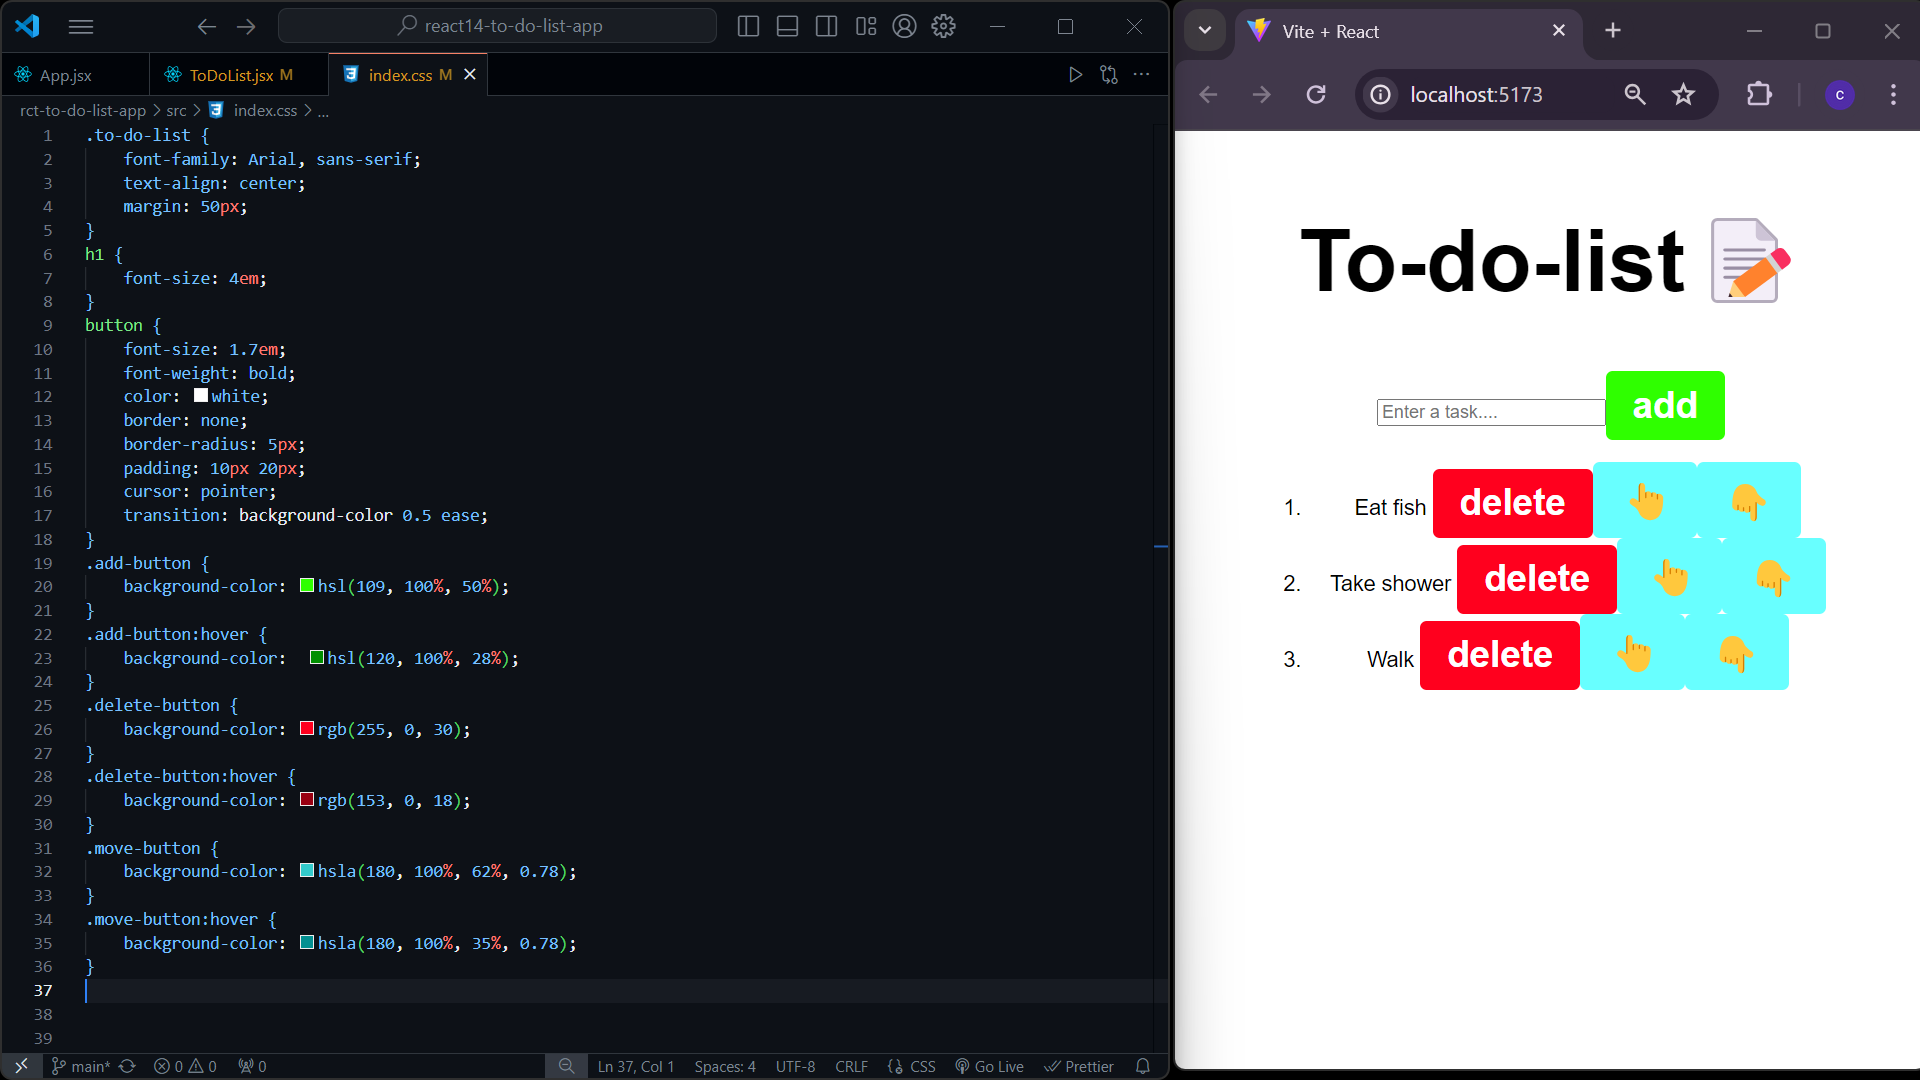 react14-to-do-list-app
App.jsx
ToDoList.jsx M
index.css M
rct-to-do-list-app > src > index.css > ...
1 .to-do-list {
2 font-family: Arial, sans-serif;
3 text-align: center;
4 margin: 50px;
5 }
6 h1 {
7 font-size: 4em;
8 }
9 button {
10 font-size: 1.7em;
11 font-weight: bold;
12 color: white;
13 border: none;
14 border-radius: 5px;
15 padding: 10px 20px;
16 cursor: pointer;
17 transition: background-color 0.5 ease;
18 }
19 .add-button {
20 background-color: hsl(109, 100%, 50%);
21 }
22 .add-button:hover {
23 background-color: hsl(120, 100%, 28%);
24 }
25 .delete-button {
26 background-color: rgb(255, 0, 30);
27 }
28 .delete-button:hover {
29 background-color: rgb(153, 0, 18);
30 }
31 .move-button {
32 background-color: hsla(180, 100%, 62%, 0.78);
33 }
34 .move-button:hover {
35 background-color: hsla(180, 100%, 35%, 0.78);
36 }
37
38
39
main* 0 0 0 Ln 37, Col 1 Spaces: 4 UTF-8 CRLF CSS Go Live Prettier
Vite + React
localhost:5173 c
To-do-list
Enter a task.... add
1. Eat fish delete
2. Take shower delete
3. Walk delete